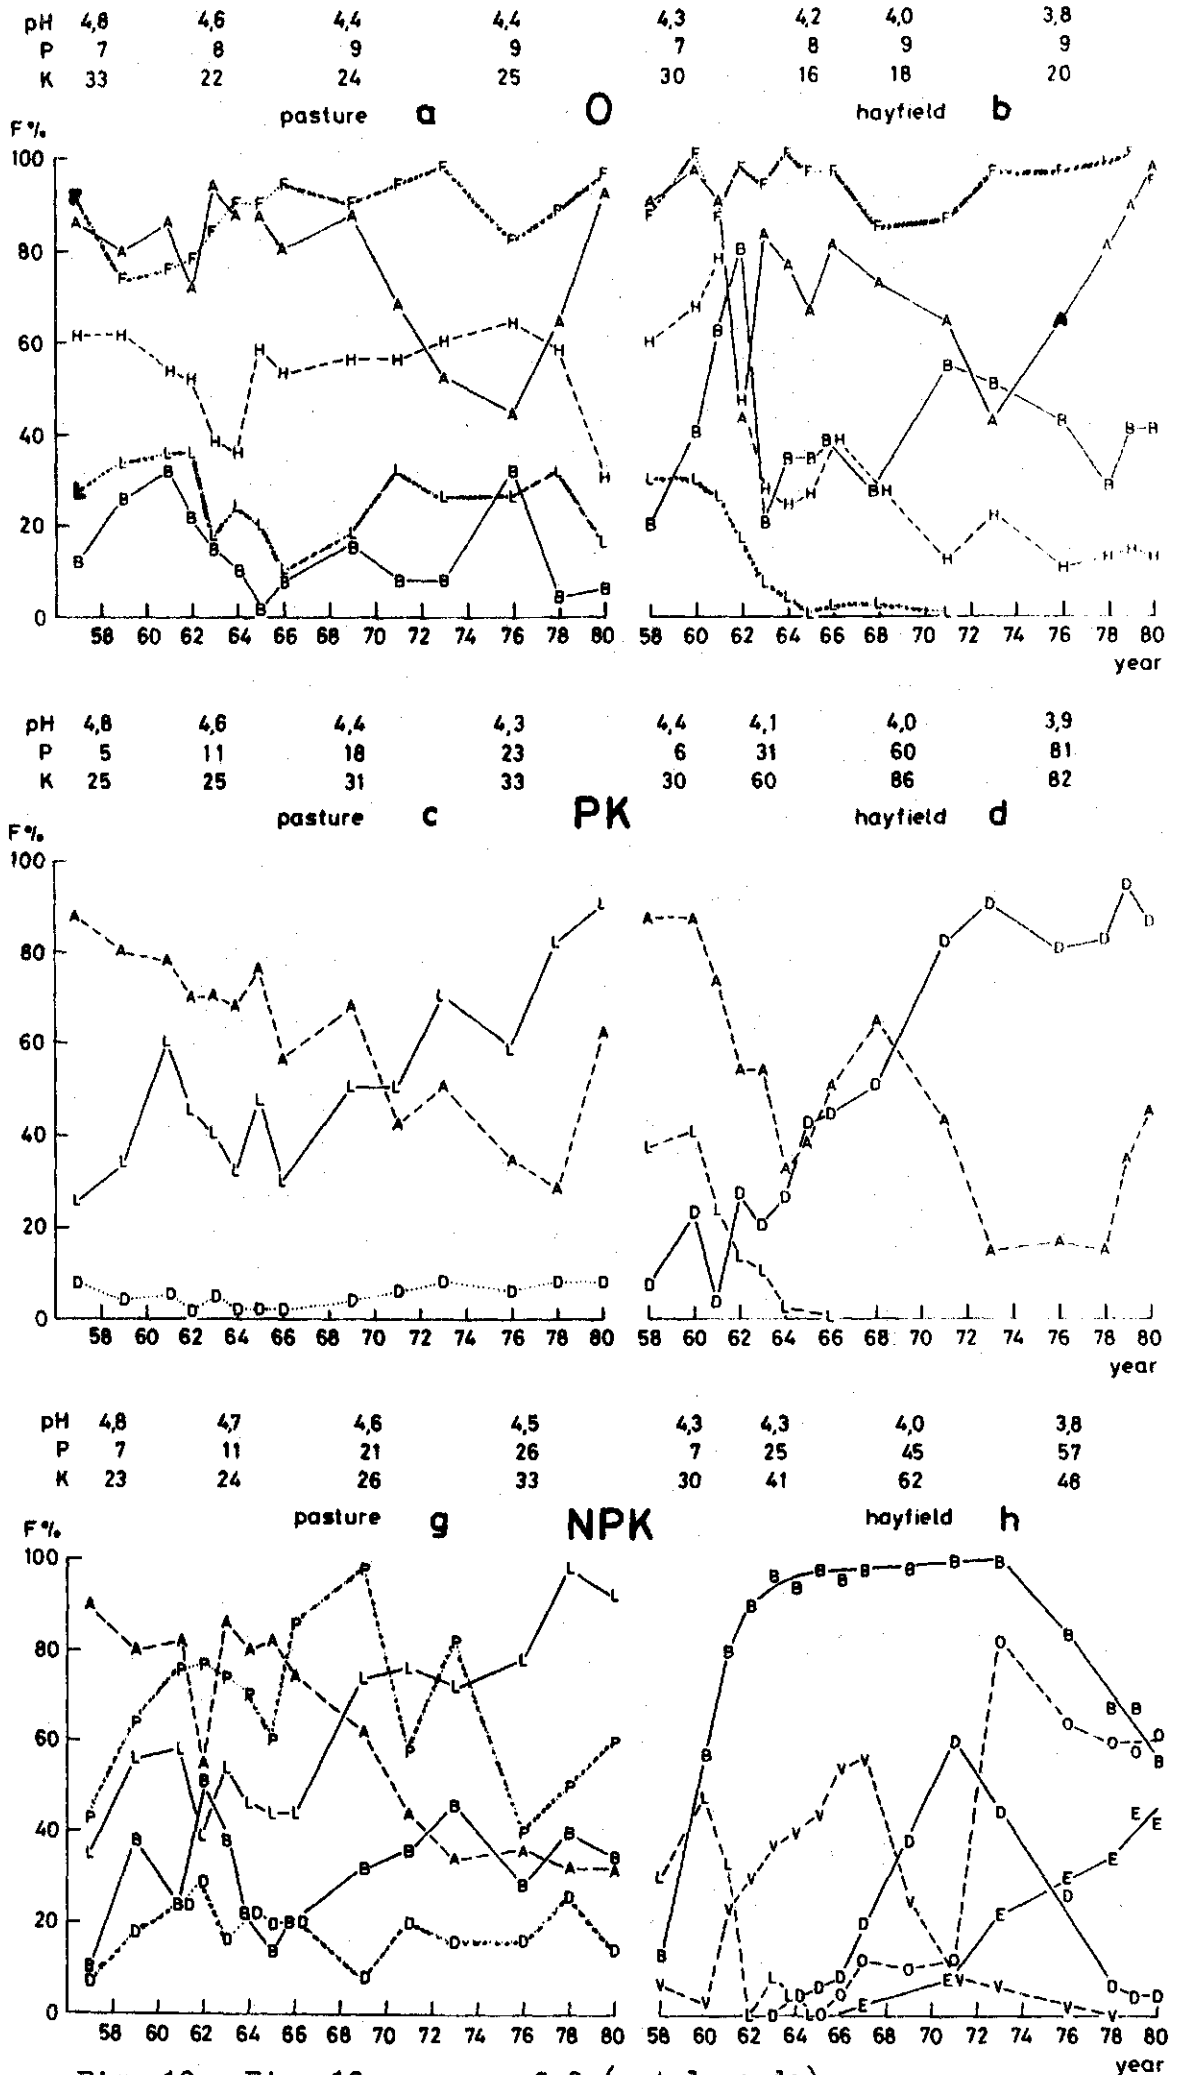 pH 4,8 4,6 4,4 4,4 4,3 4,2 4,0 3,8
P 7 8 9 9 7 8 9 9
K 33 22 24 25 30 16 18 20
pasture a O hayfield b
F%
100
80
60
40
20
0
58 60 62 64 66 68 70 72 74 76 78 80 58 60 62 64 66 68 70 72 74 76 78 80
year
pH 4,8 4,6 4,4 4,3 4,4 4,1 4,0 3,9
P 5 11 18 23 6 31 60 81
K 25 25 31 33 30 60 86 82
pasture c PK hayfield d
F%
100
80
60
40
20
0
58 60 62 64 66 68 70 72 74 76 78 80 58 60 62 64 66 68 70 72 74 76 78 80
year
pH 4,8 4,7 4,6 4,5 4,3 4,3 4,0 3,8
P 7 11 21 26 7 25 45 57
K 23 24 26 33 30 41 62 48
pasture g NPK hayfield h
F%
100
80
60
40
20
0
58 60 62 64 66 68 70 72 74 76 78 80 58 60 62 64 66 68 70 72 74 76 78 80
year